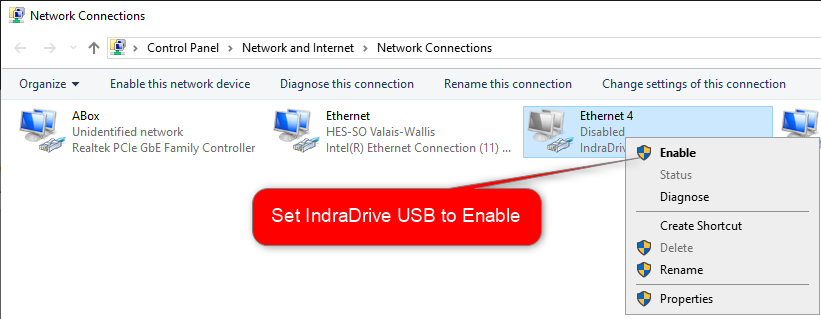 Network Connections
Control Panel > Network and Internet > Network Connections
Organize Enable this network device Diagnose this connection Rename this connection Change settings of this connection
ABox
Unidentified network
Realtek PCIe GbE Family Controller
Ethernet
HES-SO Valais-Wallis
Intel(R) Ethernet Connection (11) ...
Ethernet 4
Disabled
IndraDriv
Enable
Status
Diagnose
Create Shortcut
Delete
Rename
Properties
Set IndraDrive USB to Enable